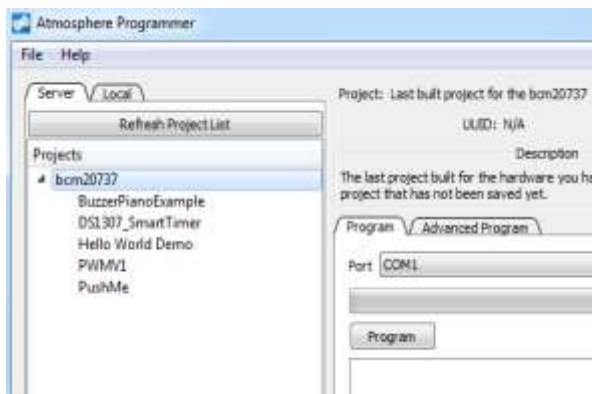 Atmosphere Programmer
File Help
Server Local
Refresh Project List
Projects
bcm20737
BuzzerPianoExample
DS1307_SmartTimer
Hello World Demo
PWMV1
PushMe
Project: Last built project for the bcm20737
UUID: N/A
Description
The last project built for the hardware you ha
project that has not been saved yet.
Program Advanced Program
Port COM1
Program